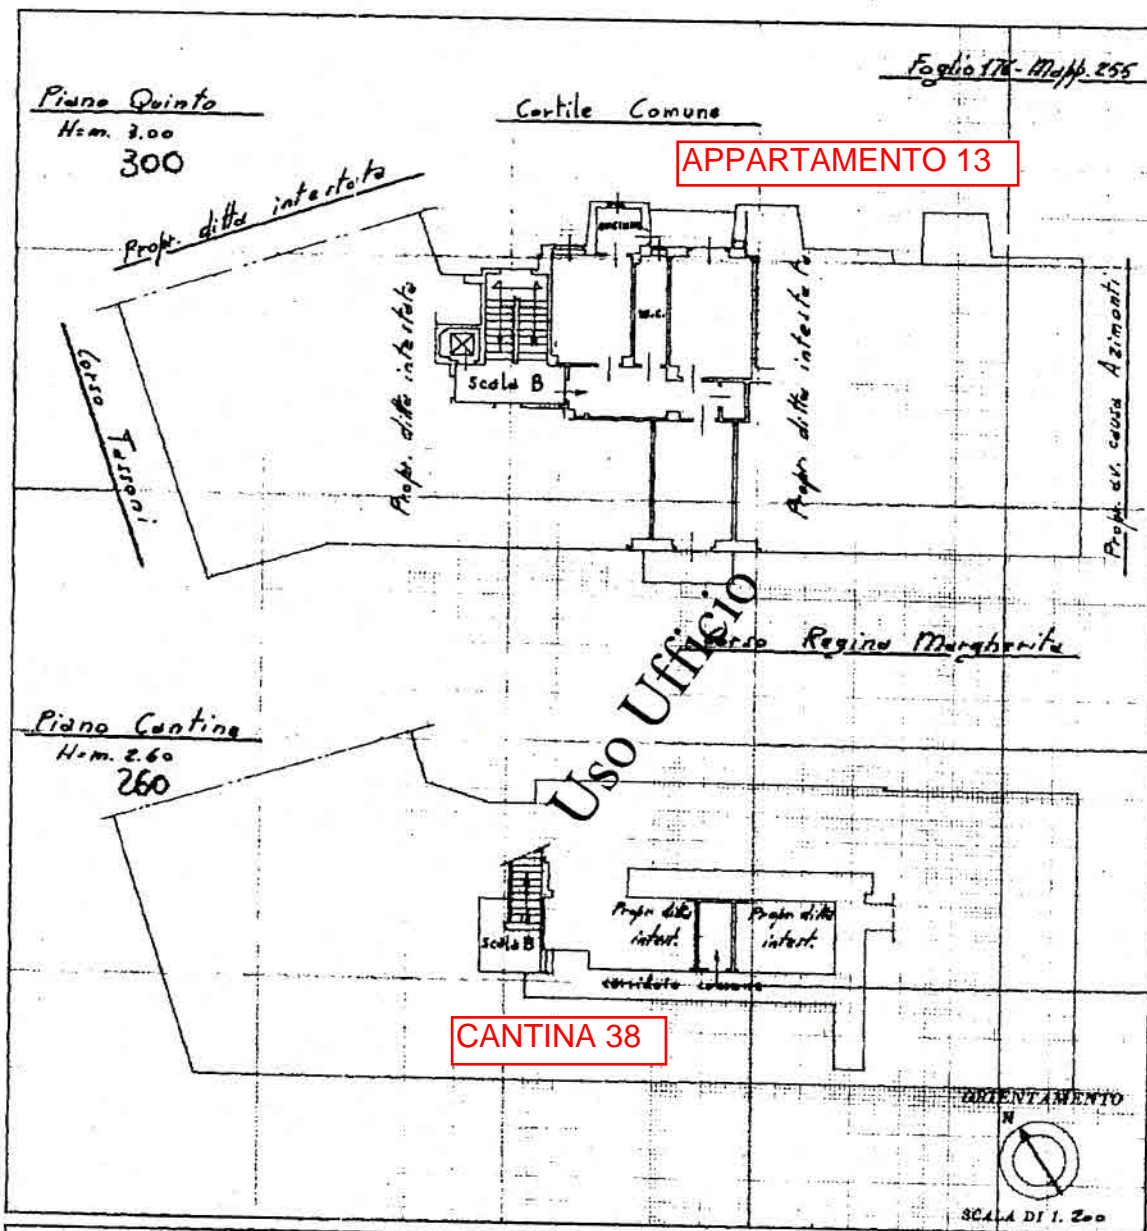 Foglio 176 - Mapp. 255
Piano Quinto
H=m. 3.00
300
Cortile Comune
APPARTAMENTO 13
Propr. ditta intestata
cucina
W.C.
Scala B
Propr. ditta intestata
Propr. ditta intestata
Corso Tassoni
Propr. av. causa Azimonti
Corso Regina Margherita
Uso Ufficio
Piano Cantine
H=m. 2.60
260
Scala B
Propr. ditta
intest.
Propr. ditta
intest.
corridoio comune
CANTINA 38
ORIENTAMENTO
N
SCALA DI 1. 200